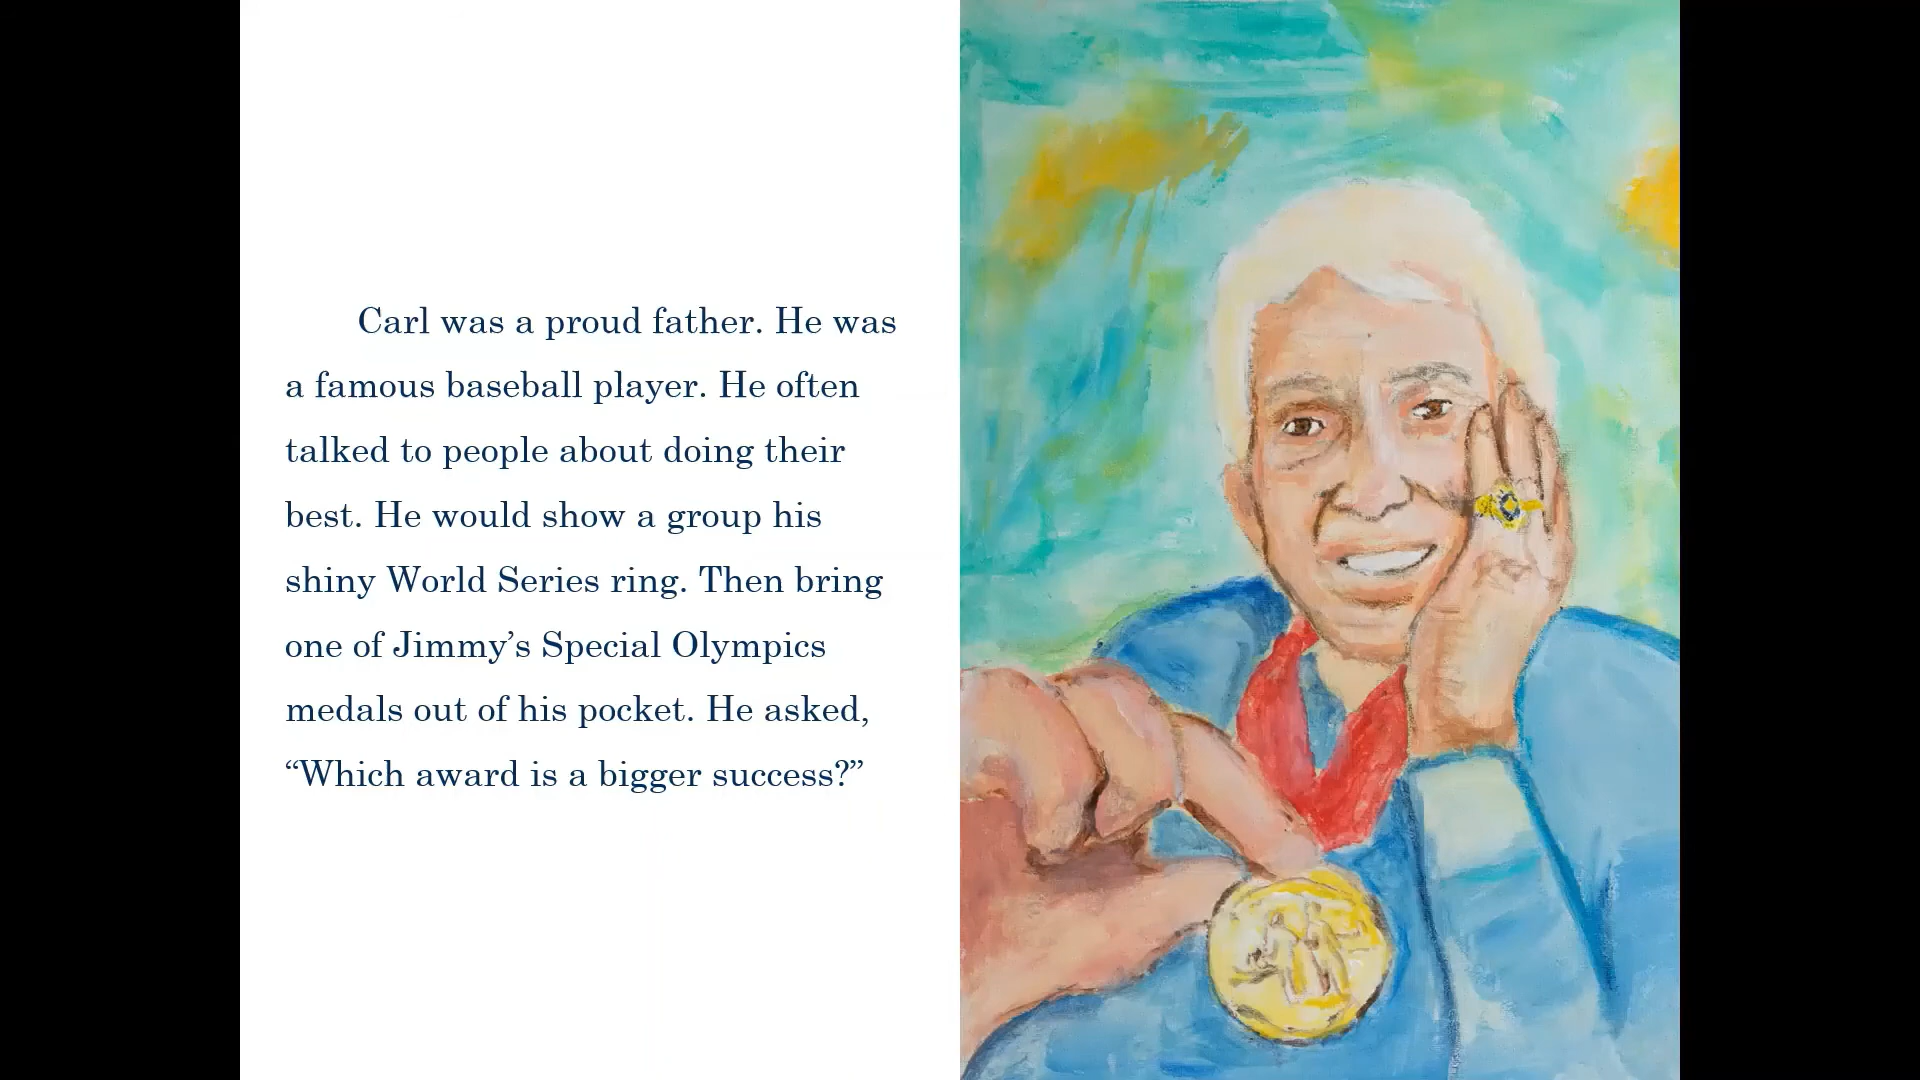 Carl was a proud father. He was
a famous baseball player. He often
talked to people about doing their
best. He would show a group his
shiny World Series ring. Then bring
one of Jimmy’s Special Olympics
medals out of his pocket. He asked,
“Which award is a bigger success?”